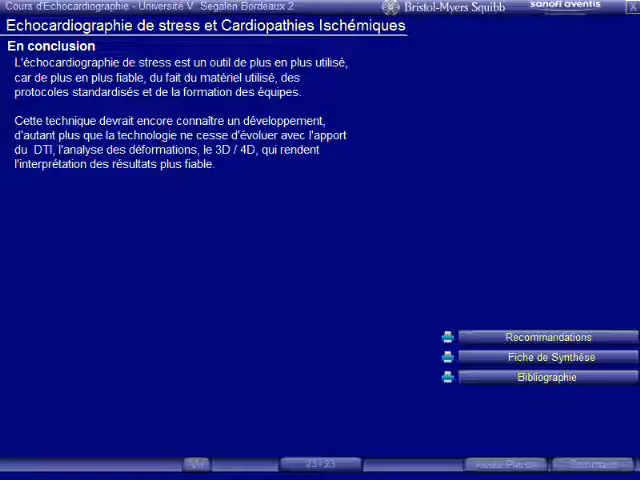 Cours d'Echocardiographie - Université V Segalen Bordeaux 2
Bristol-Myers Squibb
sanofi aventis
X
Echocardiographie de stress et Cardiopathies Ischémiques
En conclusion
L'échocardiographie de stress est un outil de plus en plus utilisé,
car de plus en plus fiable, du fait du matériel utilisé, des
protocoles standardisés et de la formation des équipes.
Cette technique devrait encore connaître un développement,
d'autant plus que la technologie ne cesse d'évoluer avec l'apport
du DTI, l'analyse des déformations, le 3D / 4D, qui rendent
l'interprétation des résultats plus fiable.
Recommandations
Fiche de Synthèse
Bibliographie
23 / 23